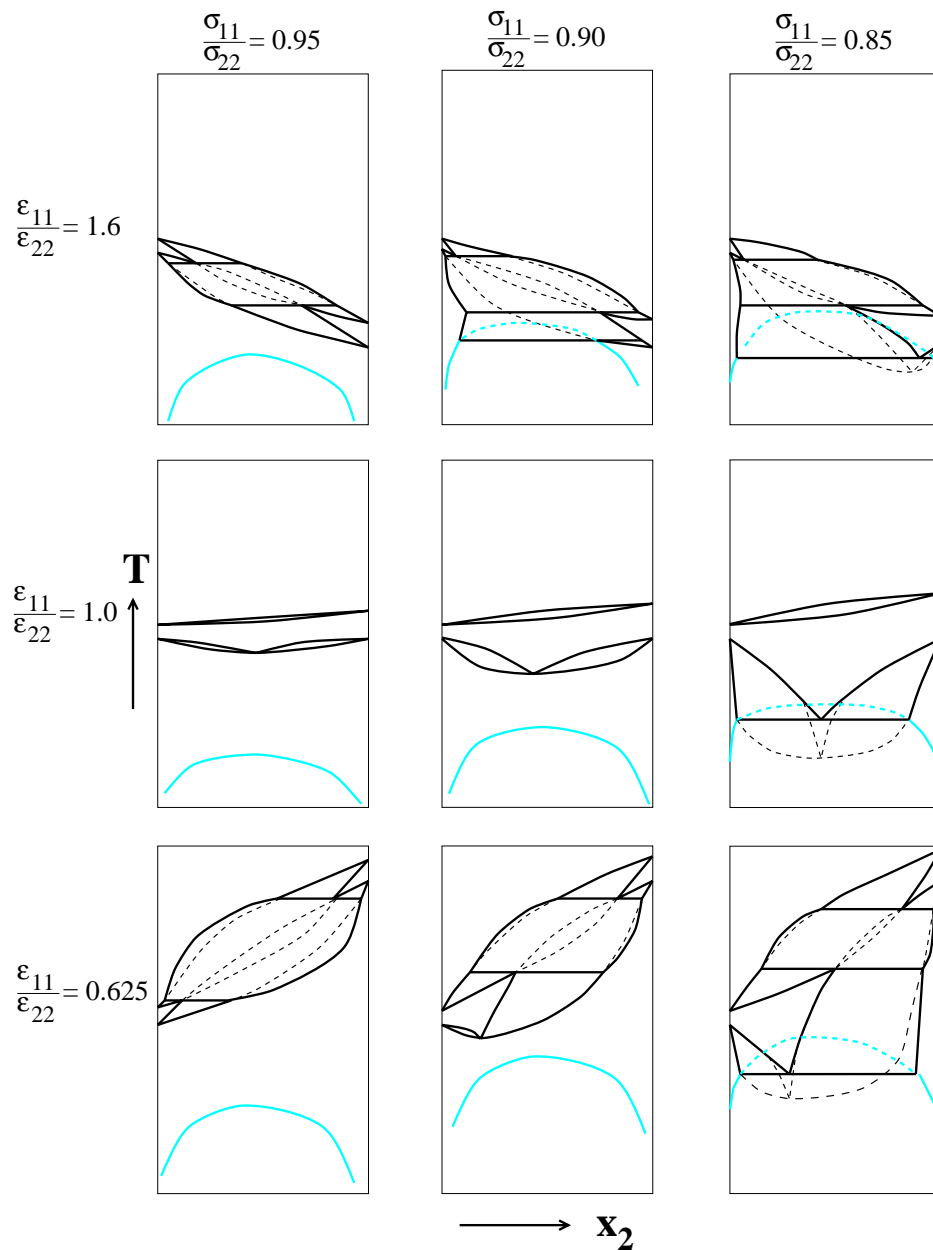 σ₁₁/σ₂₂ = 0.95
σ₁₁/σ₂₂ = 0.90
σ₁₁/σ₂₂ = 0.85
ε₁₁/ε₂₂ = 1.6
T
ε₁₁/ε₂₂ = 1.0
ε₁₁/ε₂₂ = 0.625
x₂